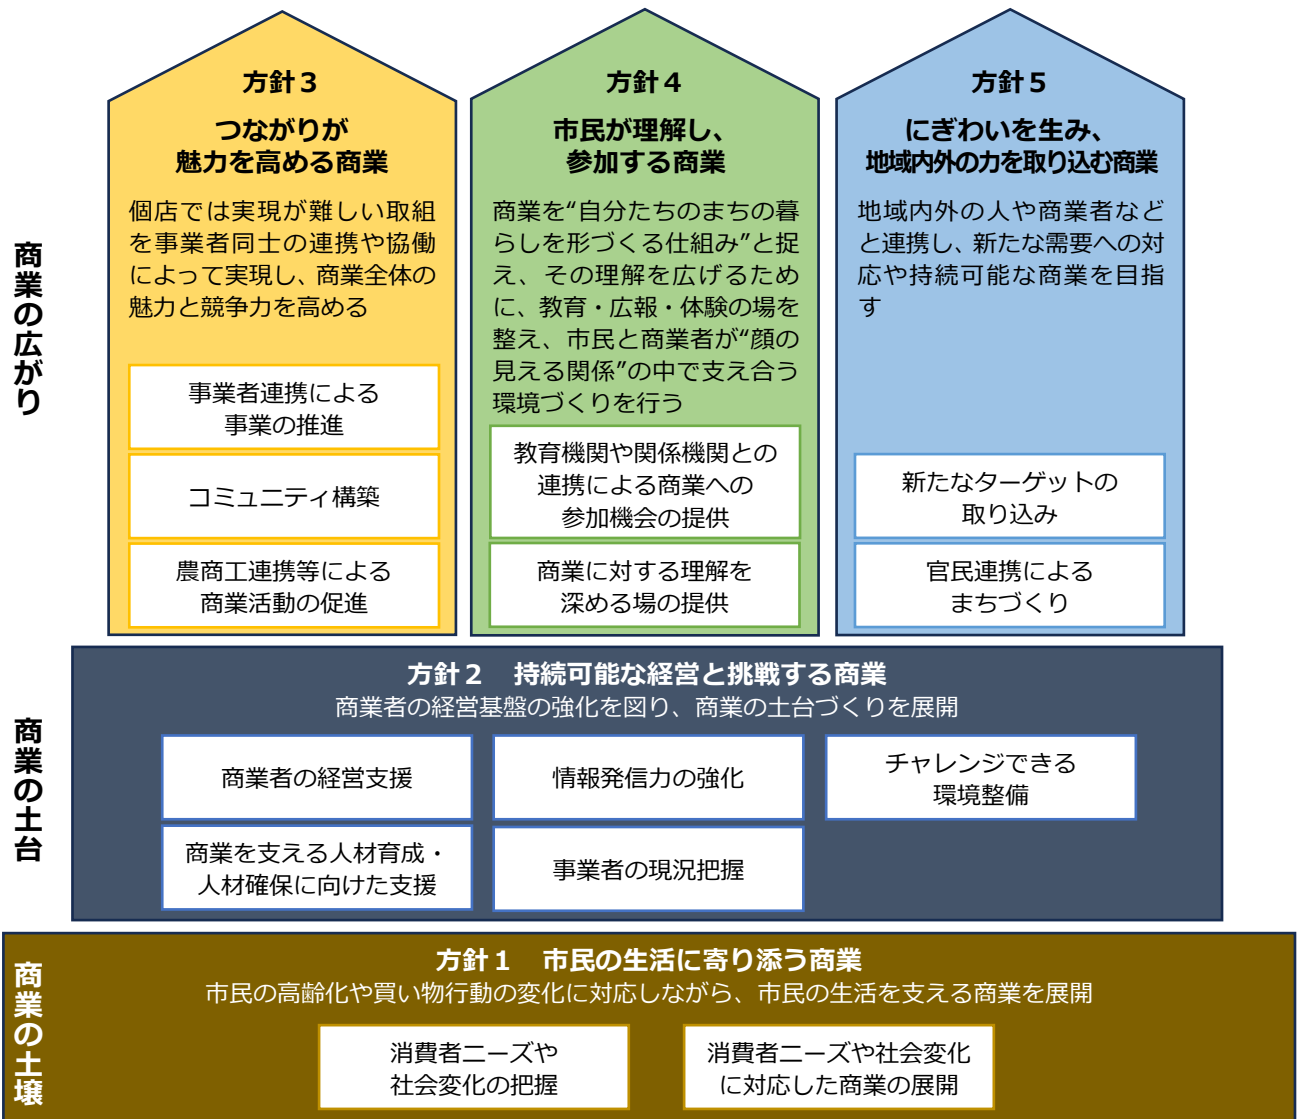 商業の広がり
方針３
つながりが
魅力を高める商業
個店では実現が難しい取組
を事業者同士の連携や協働
によって実現し、商業全体の
魅力と競争力を高める
事業者連携による
事業の推進
コミュニティ構築
農商工連携等による
商業活動の促進
方針４
市民が理解し、
参加する商業
商業を“自分たちのまちの暮
らしを形づくる仕組み”と捉
え、その理解を広げるため
に、教育・広報・体験の場を
整え、市民と商業者が“顔の
見える関係”の中で支え合う
環境づくりを行う
教育機関や関係機関との
連携による商業への
参加機会の提供
商業に対する理解を
深める場の提供
方針５
にぎわいを生み、
地域内外の力を取り込む商業
地域内外の人や商業者など
と連携し、新たな需要への対
応や持続可能な商業を目指
す
新たなターゲットの
取り込み
官民連携による
まちづくり
商業の土台
方針２　持続可能な経営と挑戦する商業
商業者の経営基盤の強化を図り、商業の土台づくりを展開
商業者の経営支援
情報発信力の強化
チャレンジできる
環境整備
商業を支える人材育成・
人材確保に向けた支援
事業者の現況把握
商業の土壌
方針１　市民の生活に寄り添う商業
市民の高齢化や買い物行動の変化に対応しながら、市民の生活を支える商業を展開
消費者ニーズや
社会変化の把握
消費者ニーズや社会変化
に対応した商業の展開